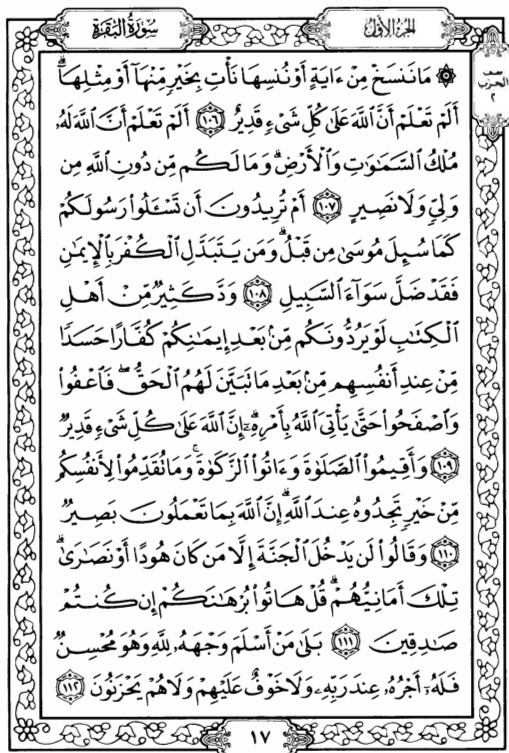 سُورَةُ البَقَرَةِ
الجُزْءُ الأَوَّلُ
نصف
الحزب
٢
۞ مَا نَنسَخْ مِنْ ءَايَةٍ أَوْ نُنسِهَا نَأْتِ بِخَيْرٍ مِّنْهَآ أَوْ مِثْلِهَآۗ
أَلَمْ تَعْلَمْ أَنَّ ٱللَّهَ عَلَىٰ كُلِّ شَىْءٍ قَدِيرٌ ١٠٦ أَلَمْ تَعْلَمْ أَنَّ ٱللَّهَ لَهُۥ
مُلْكُ ٱلسَّمَٰوَٰتِ وَٱلْأَرْضِۗ وَمَا لَكُم مِّن دُونِ ٱللَّهِ مِن
وَلِىٍّ وَلَا نَصِيرٍ ١٠٧ أَمْ تُرِيدُونَ أَن تَسْـَٔلُوا۟ رَسُولَكُمْ
كَمَا سُئِلَ مُوسَىٰ مِن قَبْلُۗ وَمَن يَتَبَدَّلِ ٱلْكُفْرَ بِٱلْإِيمَٰنِ
فَقَدْ ضَلَّ سَوَآءَ ٱلسَّبِيلِ ١٠٨ وَدَّ كَثِيرٌ مِّنْ أَهْلِ
ٱلْكِتَٰبِ لَوْ يَرُدُّونَكُم مِّنۢ بَعْدِ إِيمَٰنِكُمْ كُفَّارًا حَسَدًا
مِّنْ عِندِ أَنفُسِهِم مِّنۢ بَعْدِ مَا تَبَيَّنَ لَهُمُ ٱلْحَقُّۖ فَٱعْفُوا۟
وَٱصْفَحُوا۟ حَتَّىٰ يَأْتِىَ ٱللَّهُ بِأَمْرِهِۦٓۗ إِنَّ ٱللَّهَ عَلَىٰ كُلِّ شَىْءٍ قَدِيرٌ
١٠٩ وَأَقِيمُوا۟ ٱلصَّلَوٰةَ وَءَاتُوا۟ ٱلزَّكَوٰةَۚ وَمَا تُقَدِّمُوا۟ لِأَنفُسِكُم
مِّنْ خَيْرٍ تَجِدُوهُ عِندَ ٱللَّهِۗ إِنَّ ٱللَّهَ بِمَا تَعْمَلُونَ بَصِيرٌ
١١٠ وَقَالُوا۟ لَن يَدْخُلَ ٱلْجَنَّةَ إِلَّا مَن كَانَ هُودًا أَوْ نَصَٰرَىٰۗ
تِلْكَ أَمَانِيُّهُمْۗ قُلْ هَاتُوا۟ بُرْهَٰنَكُمْ إِن كُنتُمْ
صَٰدِقِينَ ١١١ بَلَىٰ مَنْ أَسْلَمَ وَجْهَهُۥ لِلَّهِ وَهُوَ مُحْسِنٌ
فَلَهُۥٓ أَجْرُهُۥ عِندَ رَبِّهِۦ وَلَا خَوْفٌ عَلَيْهِمْ وَلَا هُمْ يَحْزَنُونَ ١١٢
١٧